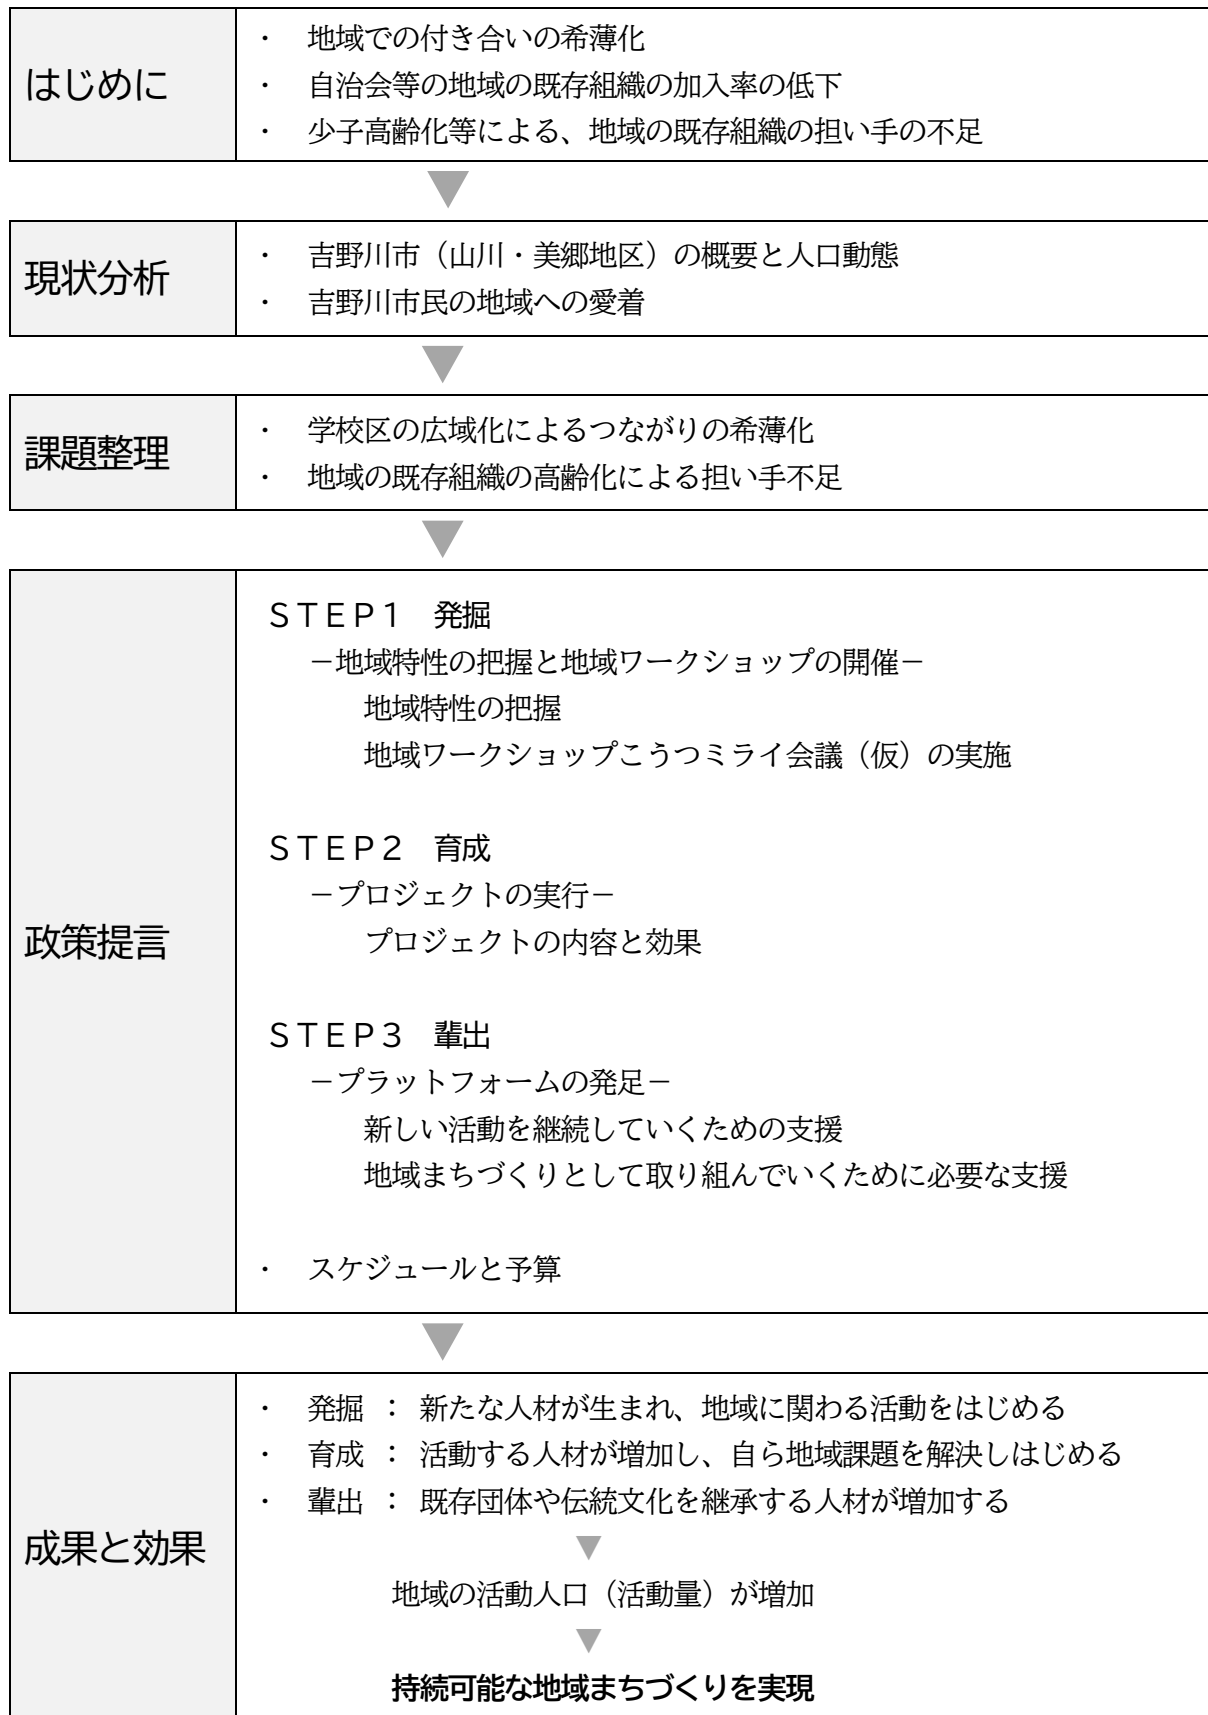 はじめに
・ 地域での付き合いの希薄化
・ 自治会等の地域の既存組織の加入率の低下
・ 少子高齢化等による、地域の既存組織の担い手の不足
現状分析
・ 吉野川市（山川・美郷地区）の概要と人口動態
・ 吉野川市民の地域への愛着
課題整理
・ 学校区の広域化によるつながりの希薄化
・ 地域の既存組織の高齢化による担い手不足
政策提言
ＳＴＥＰ１ 発掘
－地域特性の把握と地域ワークショップの開催－
地域特性の把握
地域ワークショップこうつミライ会議（仮）の実施
ＳＴＥＰ２ 育成
－プロジェクトの実行－
プロジェクトの内容と効果
ＳＴＥＰ３ 輩出
－プラットフォームの発足－
新しい活動を継続していくための支援
地域まちづくりとして取り組んでいくために必要な支援
・ スケジュールと予算
成果と効果
・ 発掘 ： 新たな人材が生まれ、地域に関わる活動をはじめる
・ 育成 ： 活動する人材が増加し、自ら地域課題を解決しはじめる
・ 輩出 ： 既存団体や伝統文化を継承する人材が増加する
地域の活動人口（活動量）が増加
持続可能な地域まちづくりを実現